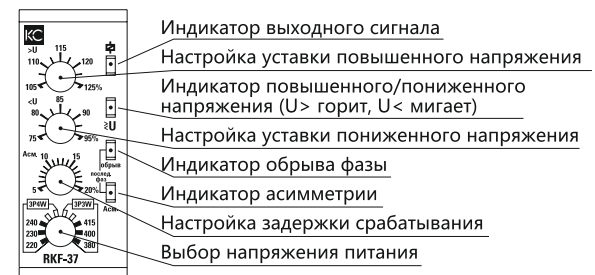 КС
>U
115
110
120
105
125%
<U
85
80
90
75
95%
≷U
Асм.
10
15
5
20%
обрыв
послед.
фаз
Асм.
3P4W
3P3W
240
415
230
400
220
380
RKF-37
Индикатор выходного сигнала
Настройка уставки повышенного напряжения
Индикатор повышенного/пониженного
напряжения (U> горит, U< мигает)
Настройка уставки пониженного напряжения
Индикатор обрыва фазы
Индикатор асимметрии
Настройка задержки срабатывания
Выбор напряжения питания